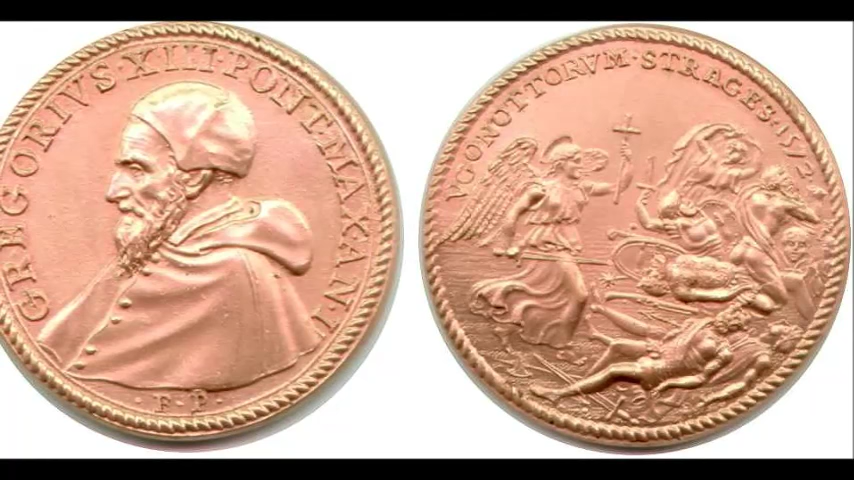 GREGORIVS·XIII·PONT·MAX·AN·I
·F·P·
VGONOTTORVM·STRAGES·1572